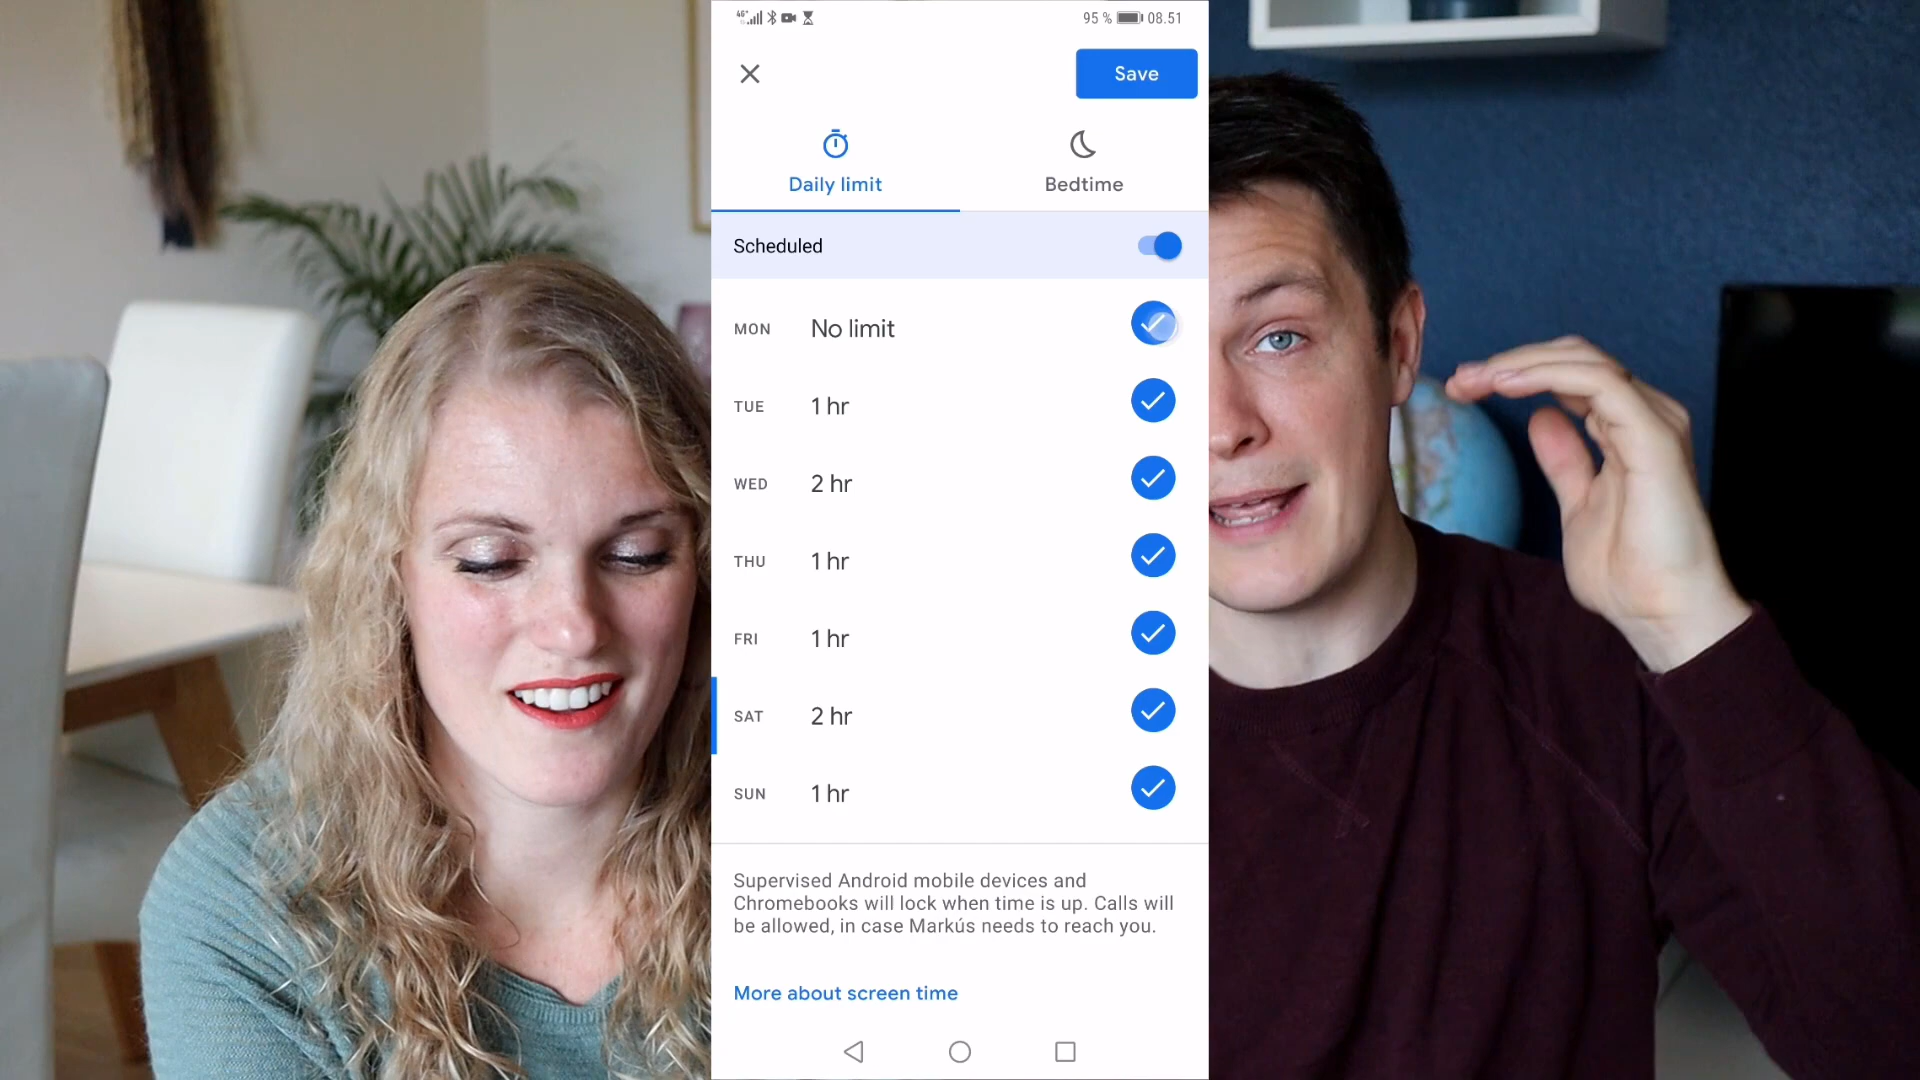 4G+
95 % 08.51
Save
Daily limit
Bedtime
Scheduled
MON No limit
TUE 1 hr
WED 2 hr
THU 1 hr
FRI 1 hr
SAT 2 hr
SUN 1 hr
Supervised Android mobile devices and
Chromebooks will lock when time is up. Calls will
be allowed, in case Markús needs to reach you.
More about screen time